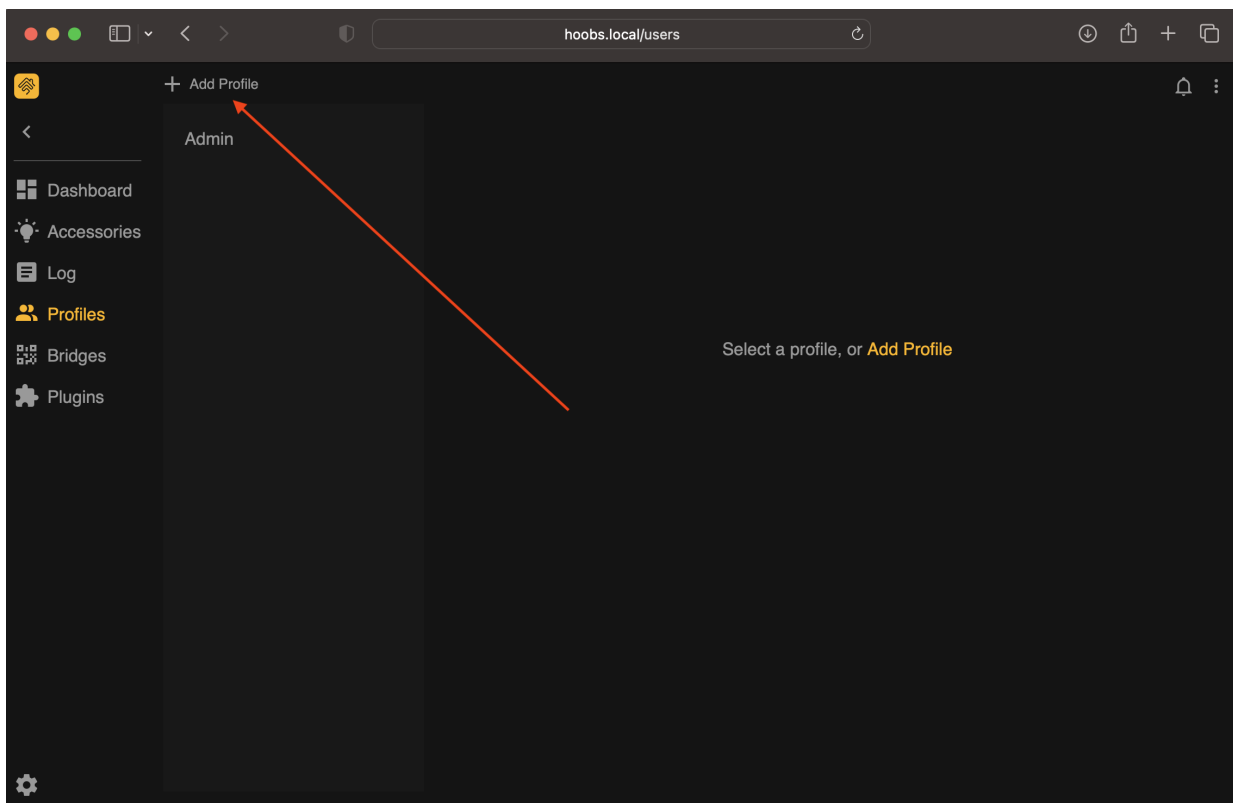 hoobs.local/users
Add Profile
Admin
Dashboard
Accessories
Log
Profiles
Bridges
Plugins
Select a profile, or Add Profile